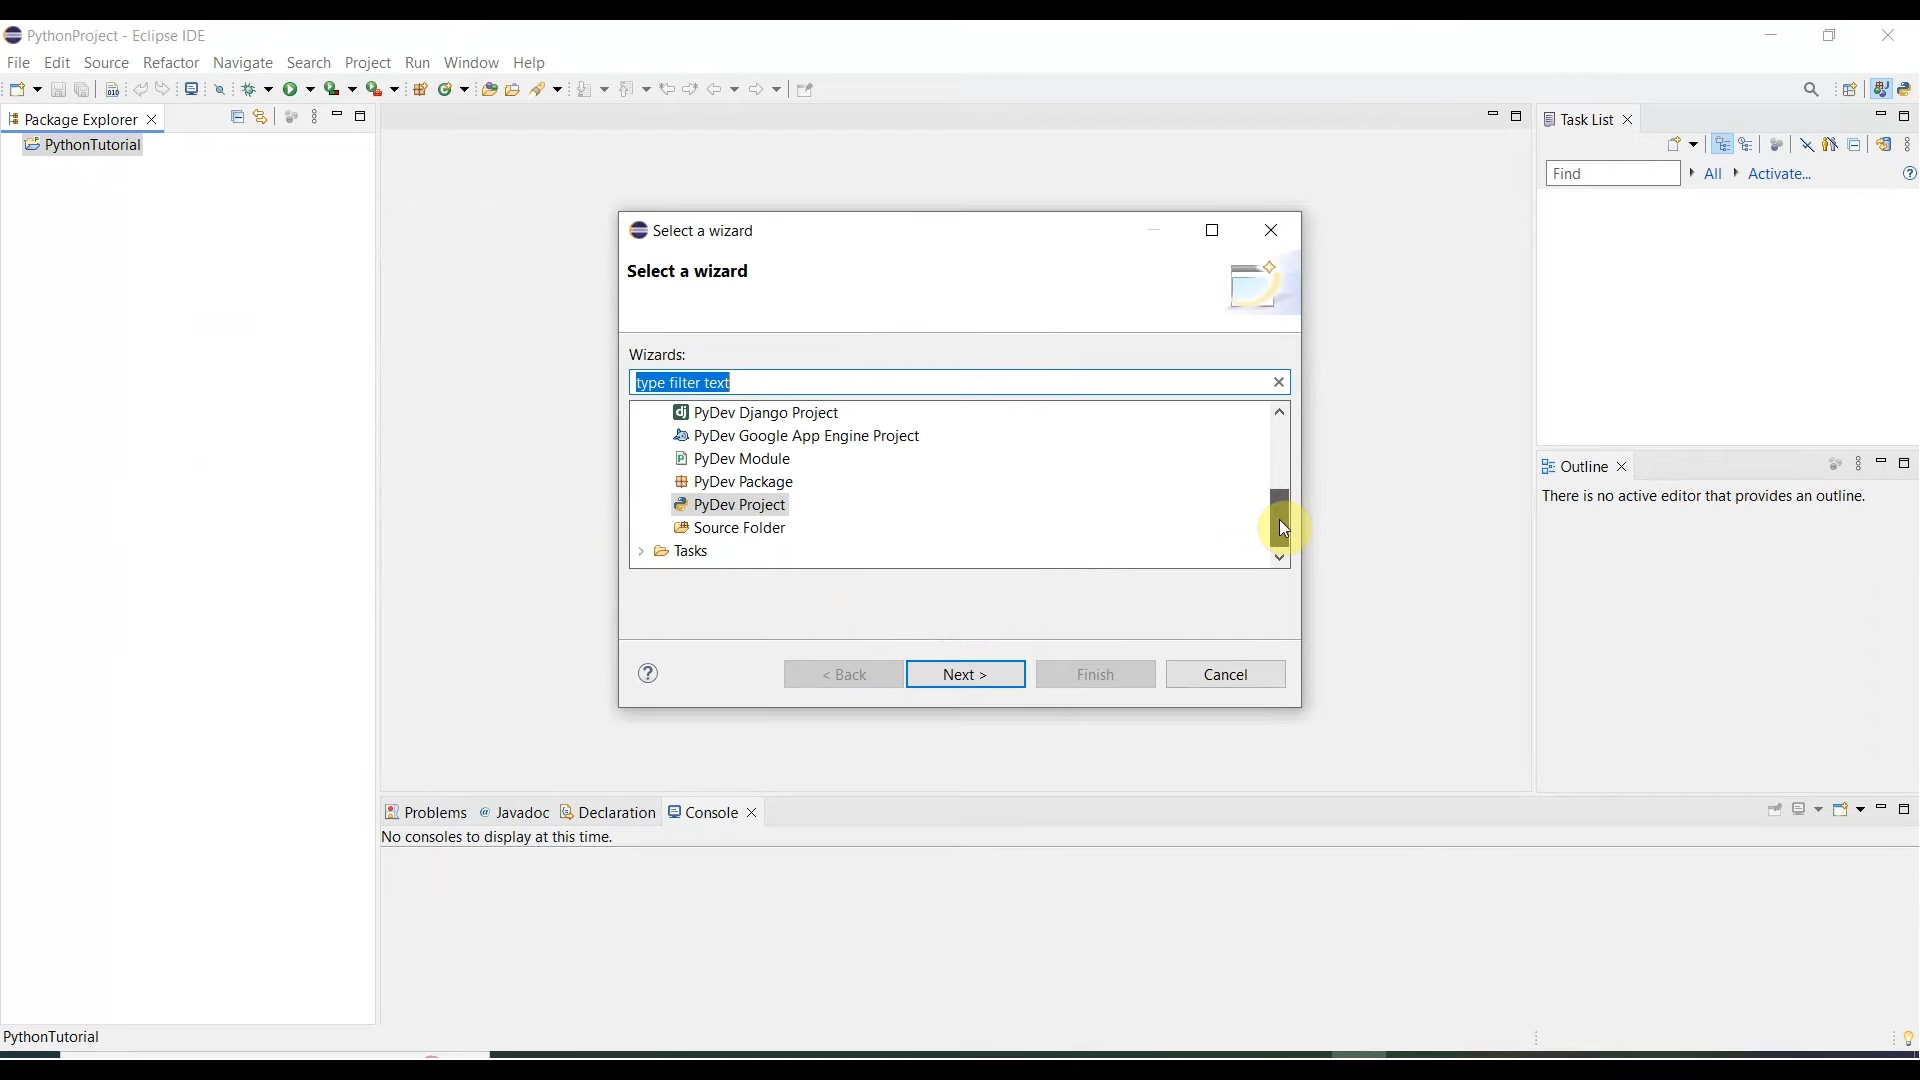 PythonProject - Eclipse IDE
File Edit Source Refactor Navigate Search Project Run Window Help
Package Explorer
PythonTutorial
Task List
Find
All
Activate...
Select a wizard
Select a wizard
Wizards:
type filter text
PyDev Django Project
PyDev Google App Engine Project
PyDev Module
PyDev Package
PyDev Project
Source Folder
Tasks
< Back
Next >
Finish
Cancel
Outline
There is no active editor that provides an outline.
Problems
Javadoc
Declaration
Console
No consoles to display at this time.
PythonTutorial